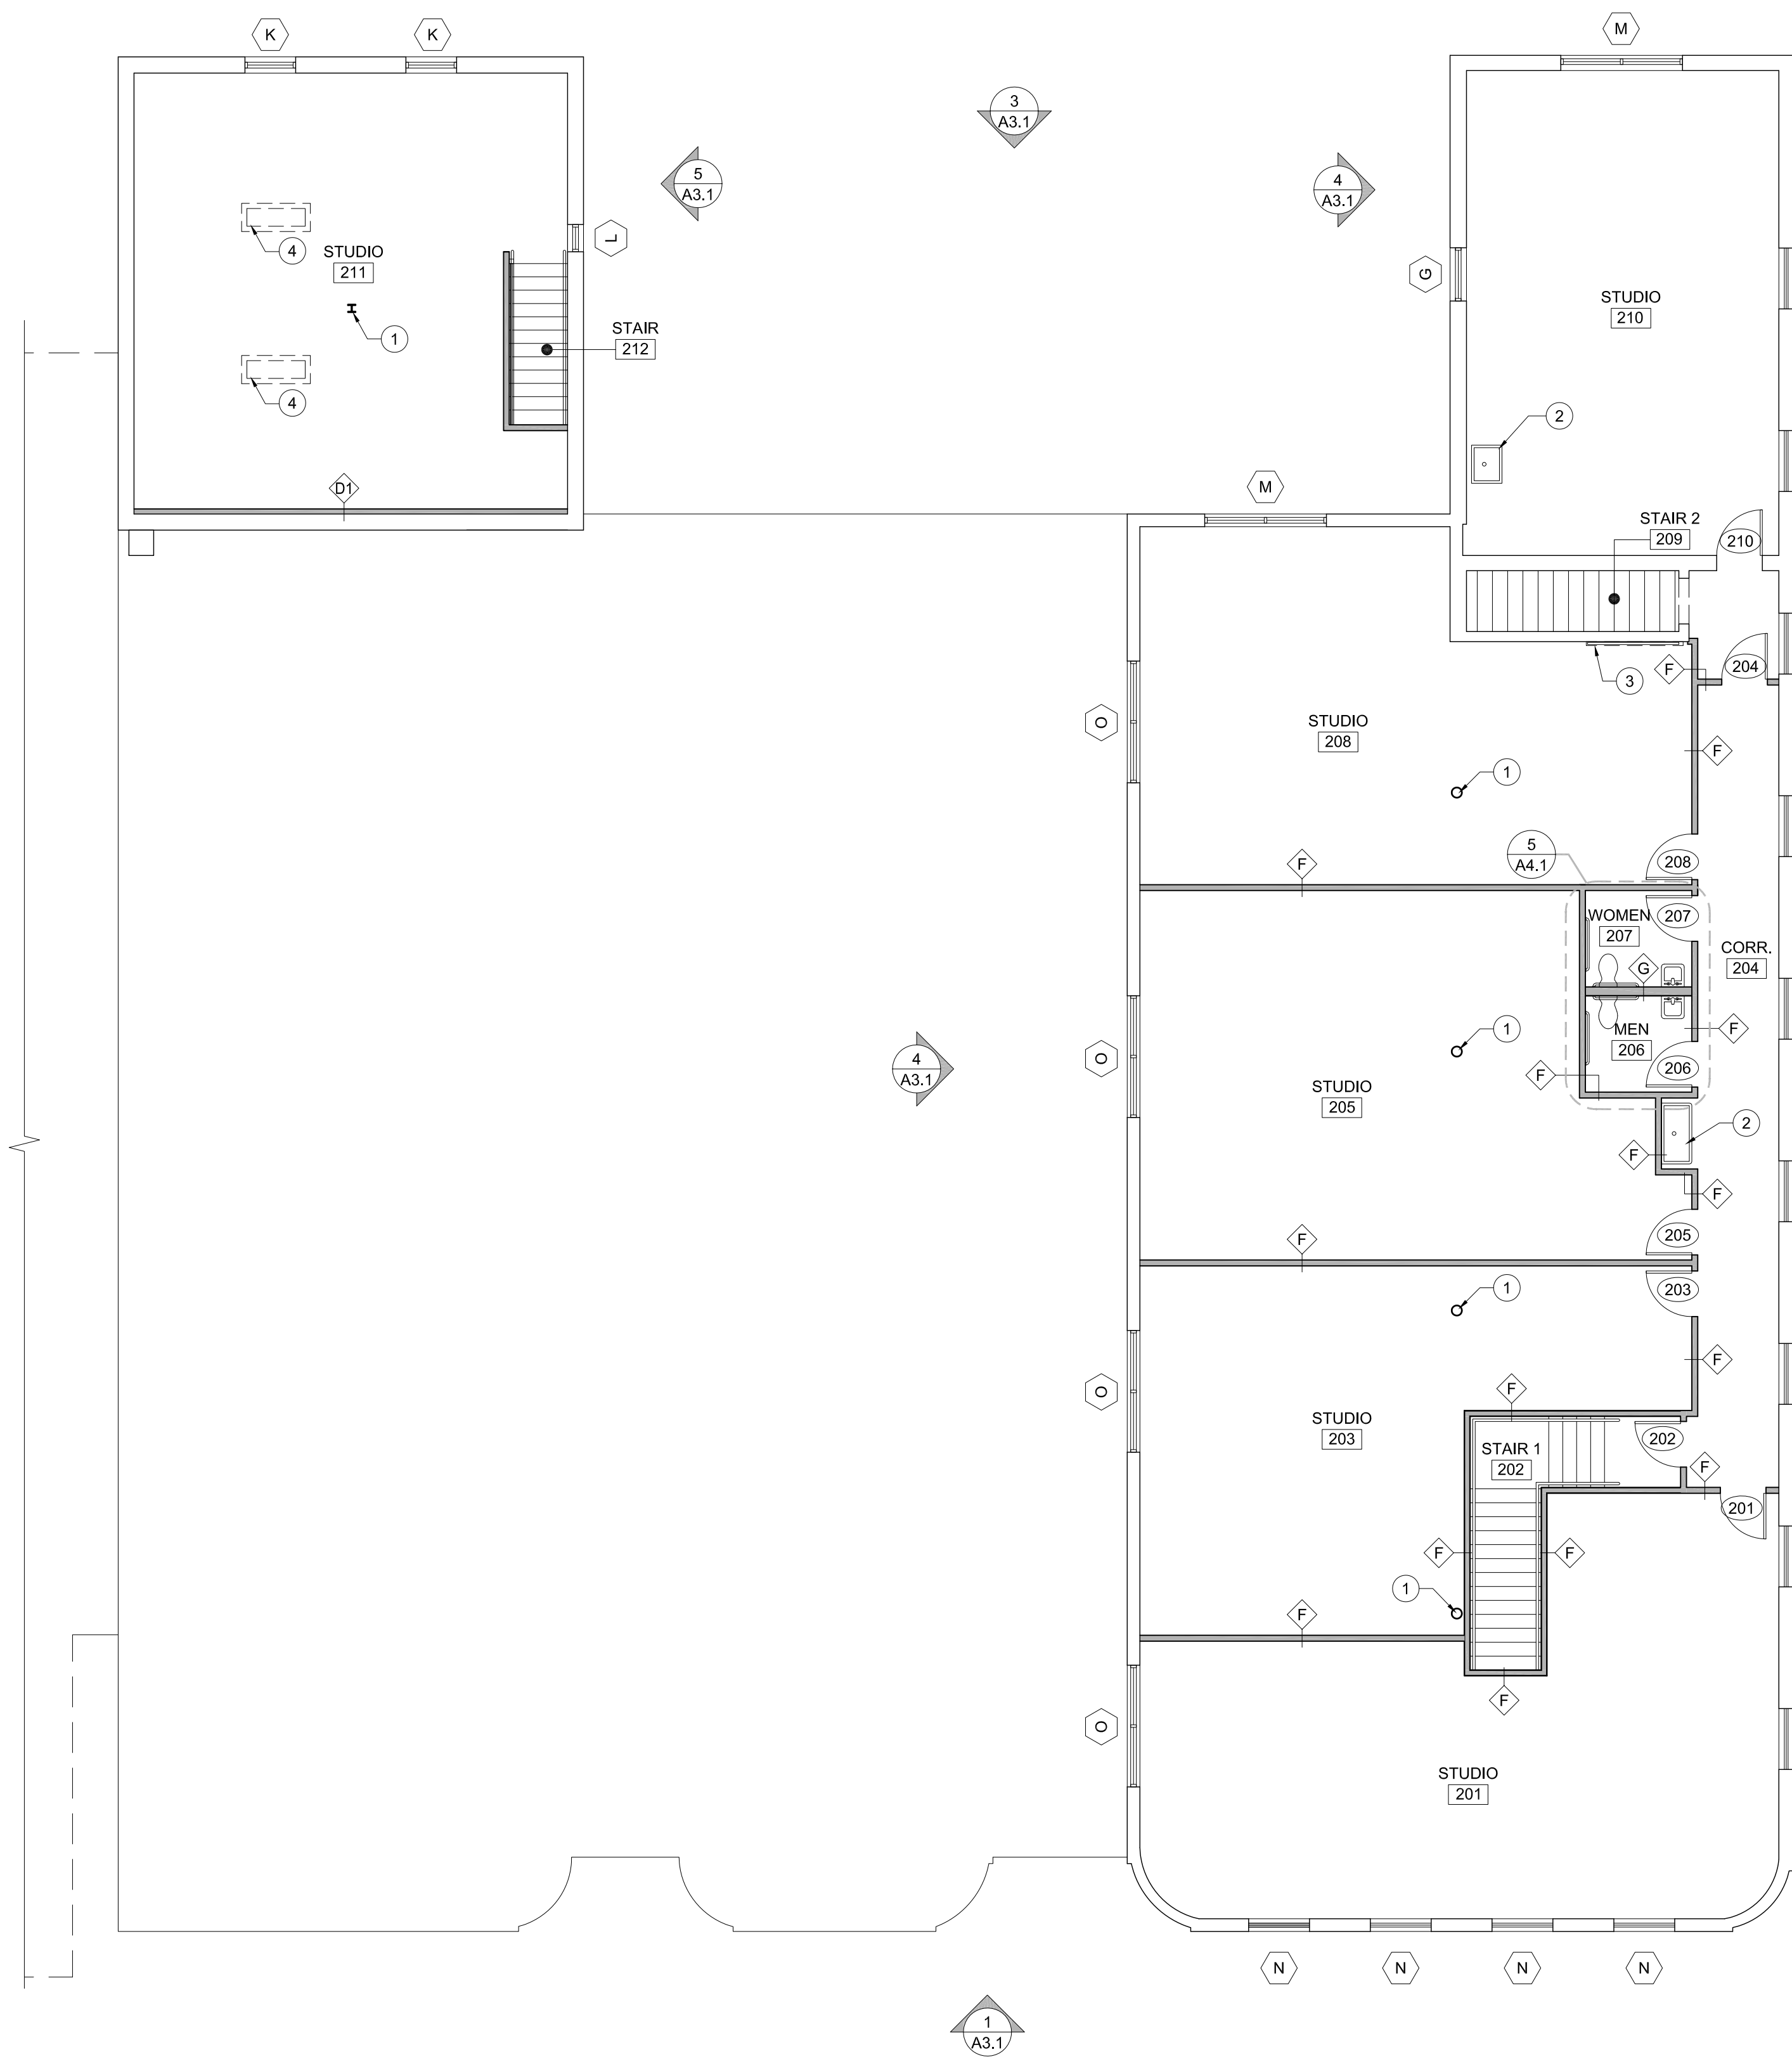 K
K
M
3
A3.1
5
A3.1
4
A3.1
L
G
4
STUDIO
211
1
STAIR
212
4
STUDIO
210
2
D1
M
STAIR 2
209
210
204
F
3
O
STUDIO
208
F
1
5
A4.1
F
208
WOMEN
207
207
CORR.
204
G
O
1
MEN
206
F
206
4
A3.1
STUDIO
205
F
2
F
F
205
F
203
1
F
O
F
STUDIO
203
STAIR 1
202
202
F
201
F
F
1
F
F
O
STUDIO
201
N
N
N
N
1
A3.1